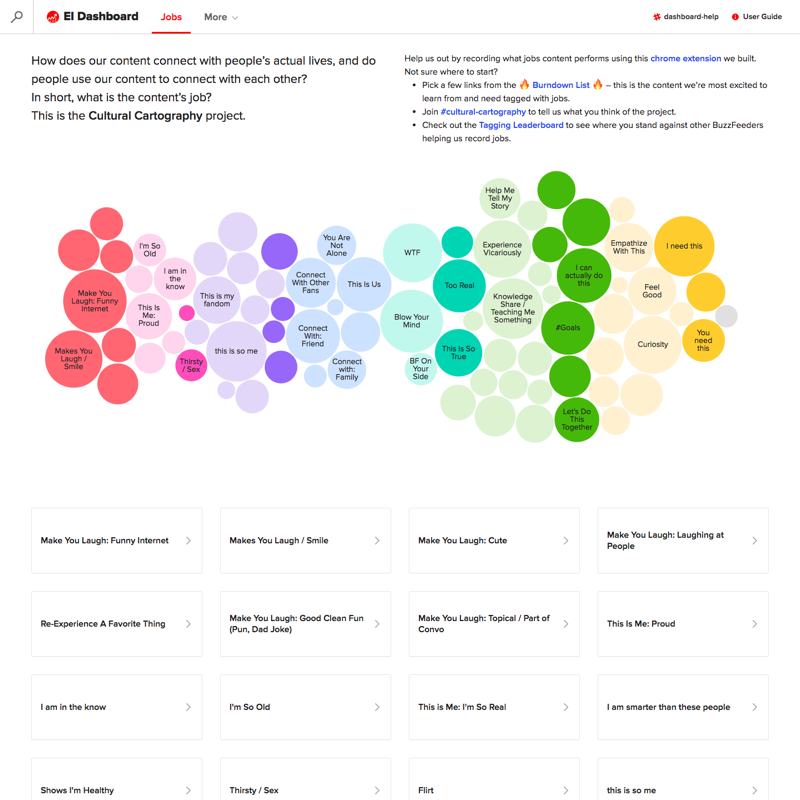 EI Dashboard
Jobs
More
dashboard-help
User Guide
How does our content connect with people's actual lives, and do
people use our content to connect with each other?
In short, what is the content's job?
This is the Cultural Cartography project.
Help us out by recording what jobs content performs using this chrome extension we built.
Not sure where to start?
Pick a few links from the 🔥 Burndown List 🔥 – this is the content we're most excited to
learn from and need tagged with jobs.
Join #cultural-cartography to tell us what you think of the project.
Check out the Tagging Leaderboard to see where you stand against other BuzzFeeders
helping us record jobs.
Make You
Laugh: Funny
Internet
Makes You
Laugh /
Smile
I'm So
Old
I am in
the
know
This Is
Me:
Proud
Thirsty
/ Sex
This is my
fandom
this is so me
You Are
Not
Alone
Connect
With Other
Fans
This Is Us
Connect
With:
Friend
Connect
with:
Family
WTF
Blow Your
Mind
BF On
Your
Side
Too Real
This is So
True
Help Me
Tell My
Story
Experience
Vicariously
Knowledge
Share /
Teaching Me
Something
I can
actually do
this
#Goals
Let's Do
This
Together
Empathize
With This
Feel
Good
Curiosity
I need this
You
need
this
Make You Laugh: Funny Internet
Makes You Laugh / Smile
Make You Laugh: Cute
Make You Laugh: Laughing at
People
Re-Experience A Favorite Thing
Make You Laugh: Good Clean Fun
(Pun, Dad Joke)
Make You Laugh: Topical / Part of
Convo
This Is Me: Proud
I am in the know
I'm So Old
This is Me: I'm So Real
I am smarter than these people
Shows I'm Healthy
Thirsty / Sex
Flirt
this is so me